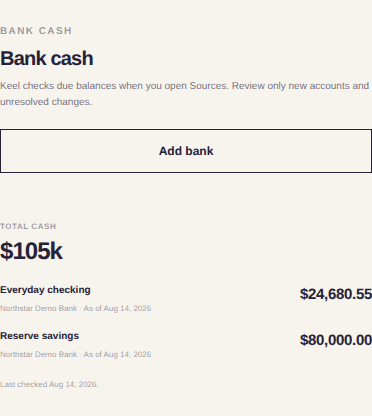 BANK CASH
Bank cash
Keel checks due balances when you open Sources. Review only new accounts and
unresolved changes.
Add bank
TOTAL CASH
$105k
Everyday checking
$24,680.55
Northstar Demo Bank · As of Aug 14, 2026
Reserve savings
$80,000.00
Northstar Demo Bank · As of Aug 14, 2026
Last checked Aug 14, 2026.